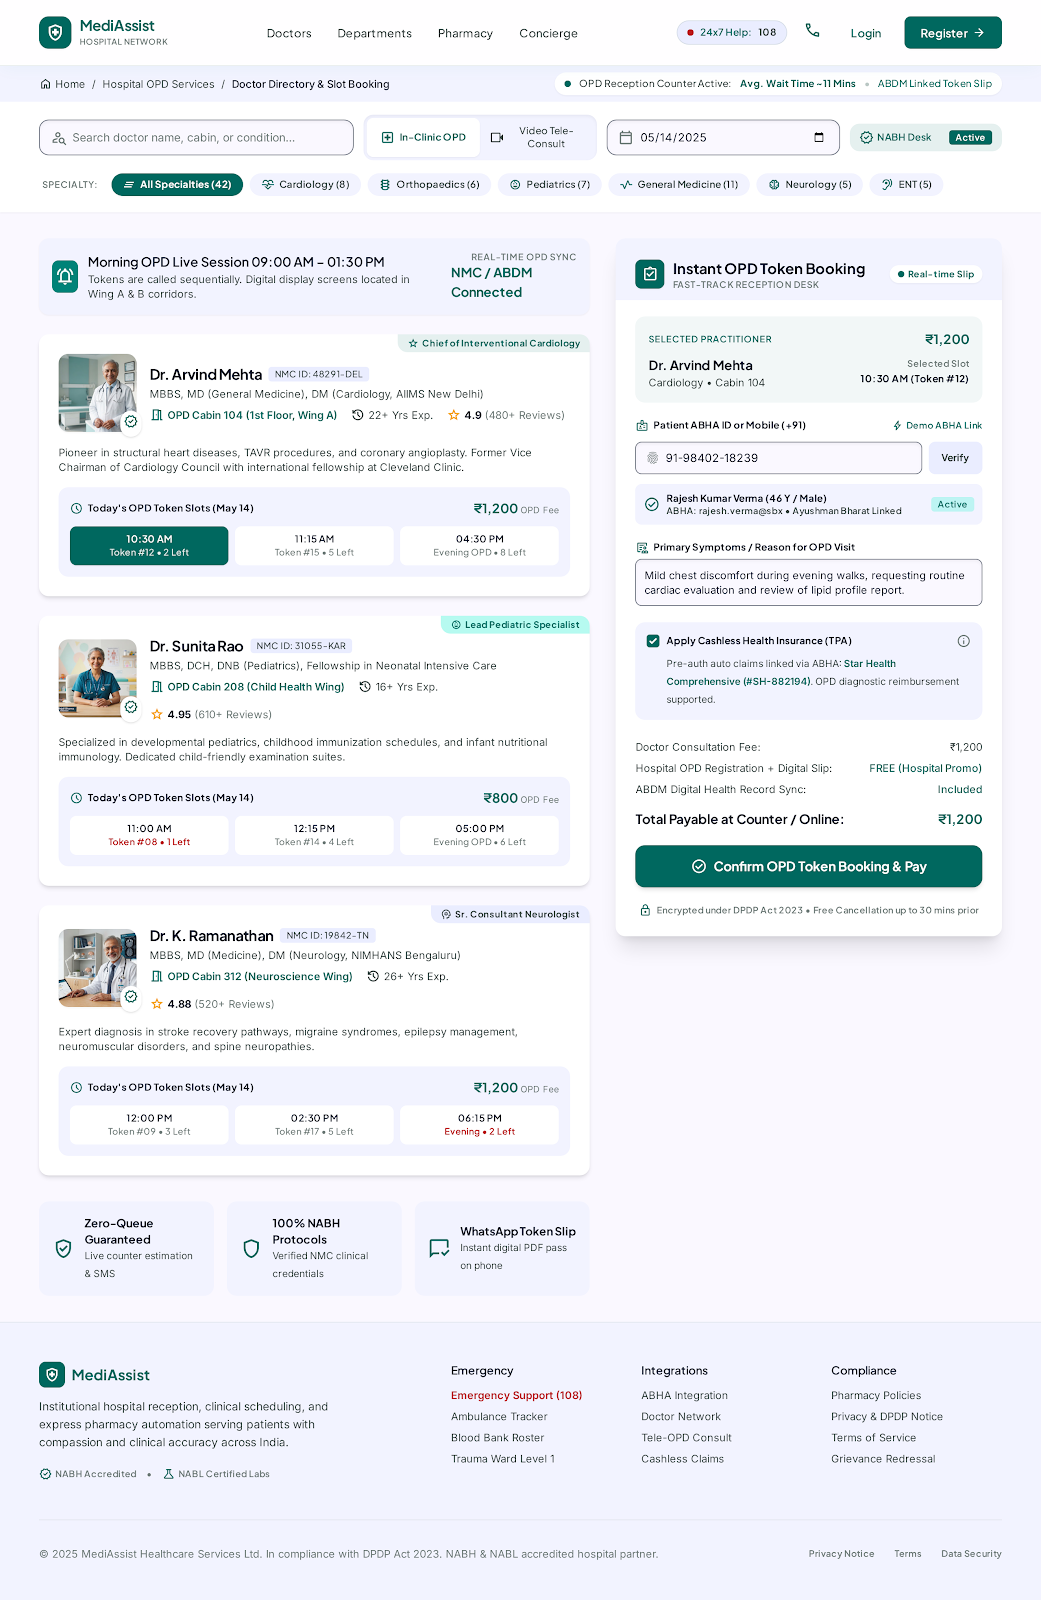 MediAssist
HOSPITAL NETWORK
Doctors
Departments
Pharmacy
Concierge
24x7 Help: 108
Login
Register
Home / Hospital OPD Services / Doctor Directory & Slot Booking
OPD Reception Counter Active: Avg. Wait Time ~11 Mins • ABDM Linked Token Slip
Search doctor name, cabin, or condition...
In-Clinic OPD
Video Tele-
Consult
05/14/2025
NABH Desk
Active
SPECIALTY:
All Specialties (42)
Cardiology (8)
Orthopaedics (6)
Pediatrics (7)
General Medicine (11)
Neurology (5)
ENT (5)
Morning OPD Live Session 09:00 AM – 01:30 PM
Tokens are called sequentially. Digital display screens located in
Wing A & B corridors.
REAL-TIME OPD SYNC
NMC / ABDM
Connected
Chief of Interventional Cardiology
Dr. Arvind Mehta
NMC ID: 48291-DEL
MBBS, MD (General Medicine), DM (Cardiology, AIIMS New Delhi)
OPD Cabin 104 (1st Floor, Wing A)
22+ Yrs Exp.
4.9 (480+ Reviews)
Pioneer in structural heart diseases, TAVR procedures, and coronary angioplasty. Former Vice
Chairman of Cardiology Council with international fellowship at Cleveland Clinic.
Today's OPD Token Slots (May 14)
₹1,200 OPD Fee
10:30 AM
Token #12 • 2 Left
11:15 AM
Token #15 • 5 Left
04:30 PM
Evening OPD • 8 Left
Lead Pediatric Specialist
Dr. Sunita Rao
NMC ID: 31055-KAR
MBBS, DCH, DNB (Pediatrics), Fellowship in Neonatal Intensive Care
OPD Cabin 208 (Child Health Wing)
16+ Yrs Exp.
4.95 (610+ Reviews)
Specialized in developmental pediatrics, childhood immunization schedules, and infant nutritional
immunology. Dedicated child-friendly examination suites.
Today's OPD Token Slots (May 14)
₹800 OPD Fee
11:00 AM
Token #08 • 1 Left
12:15 PM
Token #14 • 4 Left
05:00 PM
Evening OPD • 6 Left
Sr. Consultant Neurologist
Dr. K. Ramanathan
NMC ID: 19842-TN
MBBS, MD (Medicine), DM (Neurology, NIMHANS Bengaluru)
OPD Cabin 312 (Neuroscience Wing)
26+ Yrs Exp.
4.88 (520+ Reviews)
Expert diagnosis in stroke recovery pathways, migraine syndromes, epilepsy management,
neuromuscular disorders, and spine neuropathies.
Today's OPD Token Slots (May 14)
₹1,200 OPD Fee
12:00 PM
Token #09 • 3 Left
02:30 PM
Token #17 • 5 Left
06:15 PM
Evening • 2 Left
Zero-Queue
Guaranteed
Live counter estimation
& SMS
100% NABH
Protocols
Verified NMC clinical
credentials
WhatsApp Token Slip
Instant digital PDF pass
on phone
Instant OPD Token Booking
FAST-TRACK RECEPTION DESK
Real-time Slip
SELECTED PRACTITIONER
₹1,200
Dr. Arvind Mehta
Cardiology • Cabin 104
Selected Slot
10:30 AM (Token #12)
Patient ABHA ID or Mobile (+91)
Demo ABHA Link
91-98402-18239
Verify
Rajesh Kumar Verma (46 Y / Male)
ABHA: rajesh.verma@sbx • Ayushman Bharat Linked
Active
Primary Symptoms / Reason for OPD Visit
Mild chest discomfort during evening walks, requesting routine
cardiac evaluation and review of lipid profile report.
Apply Cashless Health Insurance (TPA)
Pre-auth auto claims linked via ABHA: Star Health
Comprehensive (#SH-882194). OPD diagnostic reimbursement
supported.
Doctor Consultation Fee: ₹1,200
Hospital OPD Registration + Digital Slip: FREE (Hospital Promo)
ABDM Digital Health Record Sync: Included
Total Payable at Counter / Online: ₹1,200
Confirm OPD Token Booking & Pay
Encrypted under DPDP Act 2023 • Free Cancellation up to 30 mins prior
MediAssist
Institutional hospital reception, clinical scheduling, and
express pharmacy automation serving patients with
compassion and clinical accuracy across India.
NABH Accredited • NABL Certified Labs
Emergency
Emergency Support (108)
Ambulance Tracker
Blood Bank Roster
Trauma Ward Level 1
Integrations
ABHA Integration
Doctor Network
Tele-OPD Consult
Cashless Claims
Compliance
Pharmacy Policies
Privacy & DPDP Notice
Terms of Service
Grievance Redressal
© 2025 MediAssist Healthcare Services Ltd. In compliance with DPDP Act 2023. NABH & NABL accredited hospital partner.
Privacy Notice
Terms
Data Security